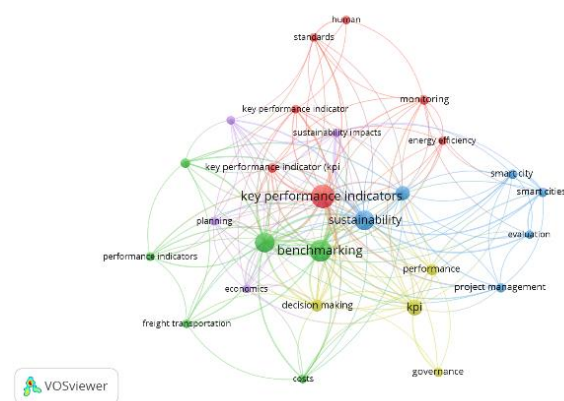 human
standards
monitoring
key performance indicator
sustainability impacts
energy efficiency
key performance indicator (kpi
smart city
key performance indicators
smart cities
sustainability
planning
evaluation
benchmarking
performance indicators
performance
economics
project management
decision making
kpi
freight transportation
governance
costs
VOSviewer